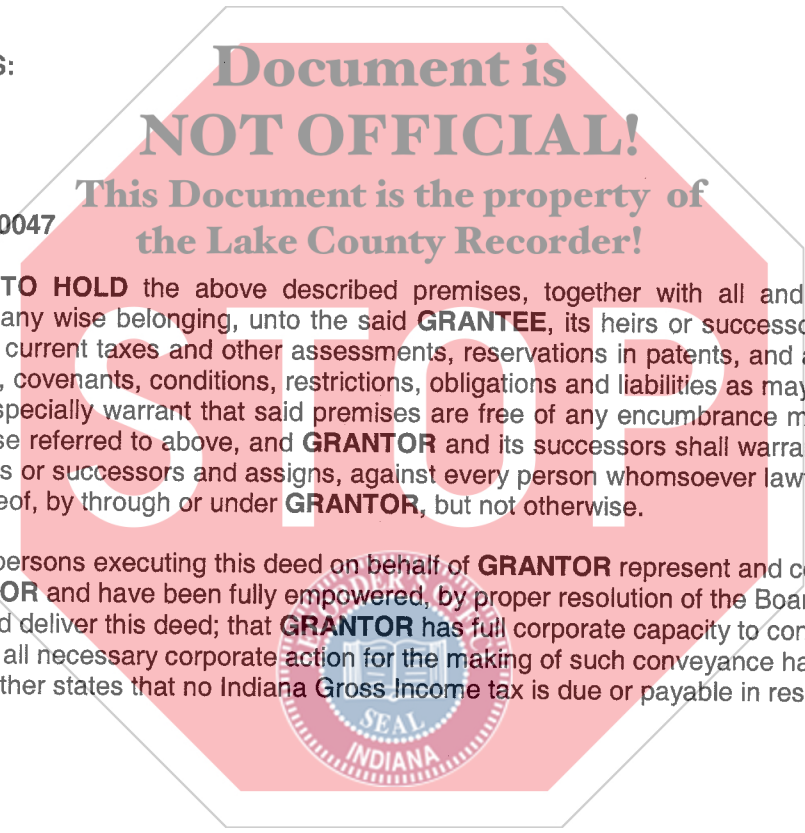 S:
Document is
NOT OFFICIAL!
This Document is the property of
0047
the Lake County Recorder!
TO HOLD the above described premises, together with all and
any wise belonging, unto the said GRANTEE, its heirs or successo
current taxes and other assessments, reservations in patents, and a
, covenants, conditions, restrictions, obligations and liabilities as may
specially warrant that said premises are free of any encumbrance m
se referred to above, and GRANTOR and its successors shall warra
s or successors and assigns, against every person whomsoever law
eof, by through or under GRANTOR, but not otherwise.
STOP
persons executing this deed on behalf of GRANTOR represent and ce
OR and have been fully empowered, by proper resolution of the Boar
d deliver this deed; that GRANTOR has full corporate capacity to con
all necessary corporate action for the making of such conveyance ha
ther states that no Indiana Gross Income tax is due or payable in res
RECORDER'S OFFICE
SEAL
INDIANA